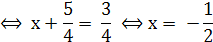 ⇔ x + 5/4 = 3/4 ⇔ x = − 1/2